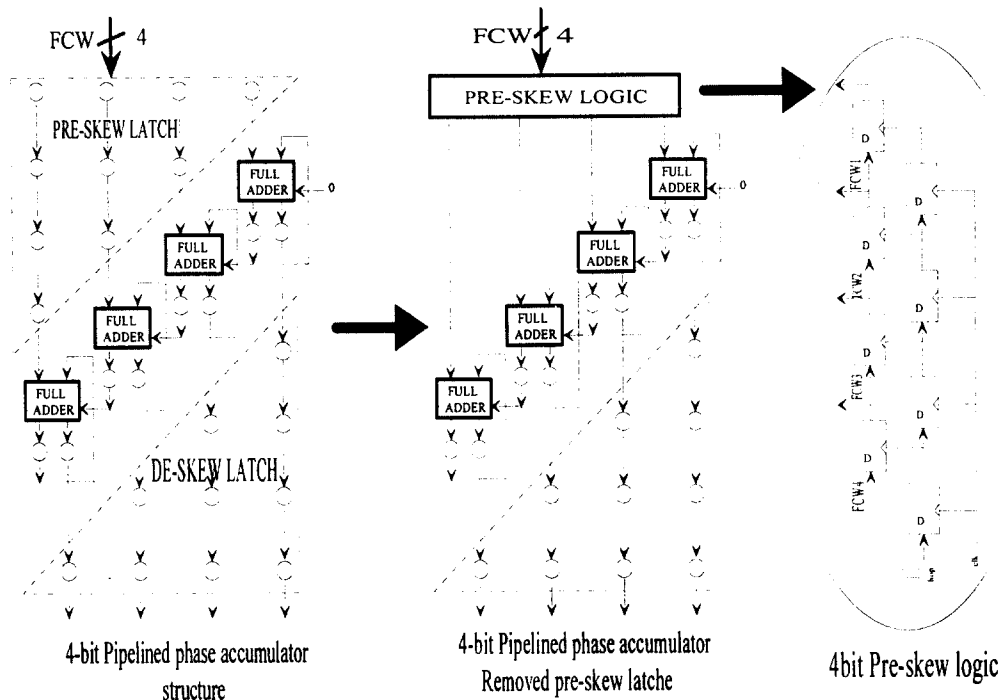 FCW 4
PRE-SKEW LATCH
FULL
ADDER
0
FULL
ADDER
FULL
ADDER
FULL
ADDER
DE-SKEW LATCH
4-bit Pipelined phase accumulator
structure
FCW 4
PRE-SKEW LOGIC
FULL
ADDER
0
FULL
ADDER
FULL
ADDER
FULL
ADDER
4-bit Pipelined phase accumulator
Removed pre-skew latche
D
FCW1
D
D
FCW2
D
D
FCW3
D
D
FCW4
D
hop
clk
4bit Pre-skew logic